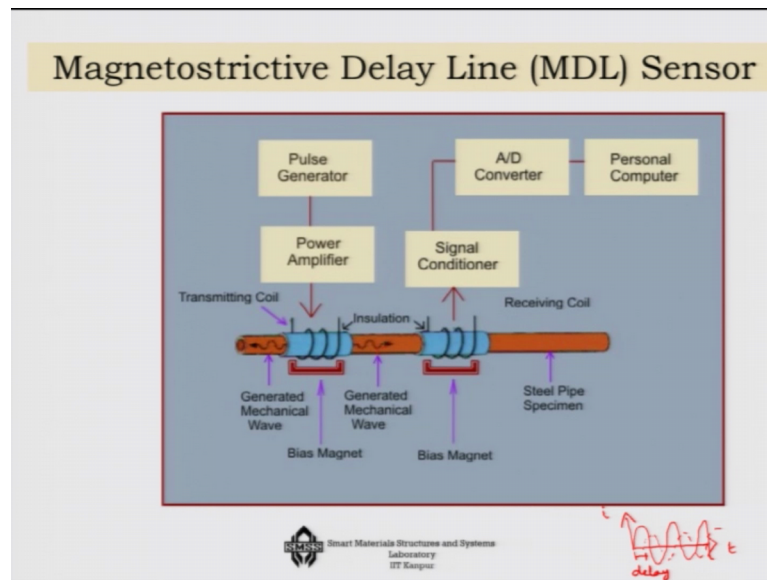 Magnetostrictive Delay Line (MDL) Sensor
Pulse
Generator
A/D
Converter
Personal
Computer
Power
Amplifier
Signal
Conditioner
Transmitting Coil
Insulation
Receiving Coil
Generated
Mechanical
Wave
Generated
Mechanical
Wave
Steel Pipe
Specimen
Bias Magnet
Bias Magnet
i
t
delay
SMSS
Smart Materials Structures and Systems
Laboratory
IIT Kanpur